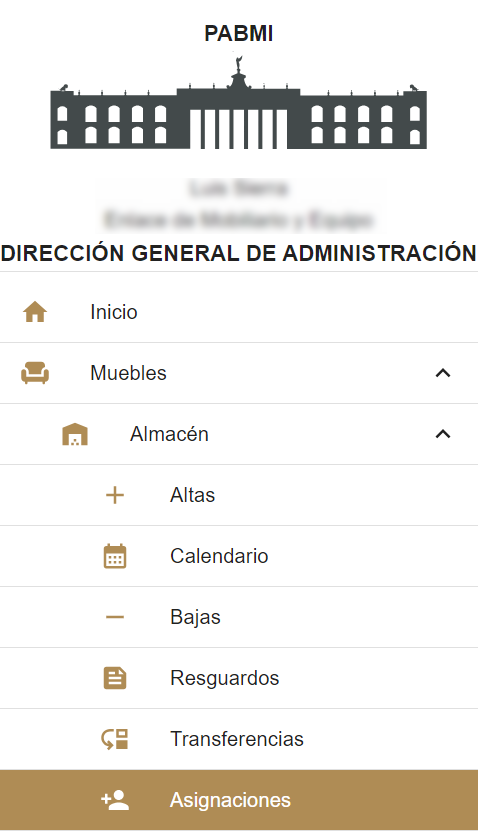 PABMI
DIRECCIÓN GENERAL DE ADMINISTRACIÓN
Inicio
Muebles
Almacén
Altas
Calendario
Bajas
Resguardos
Transferencias
Asignaciones